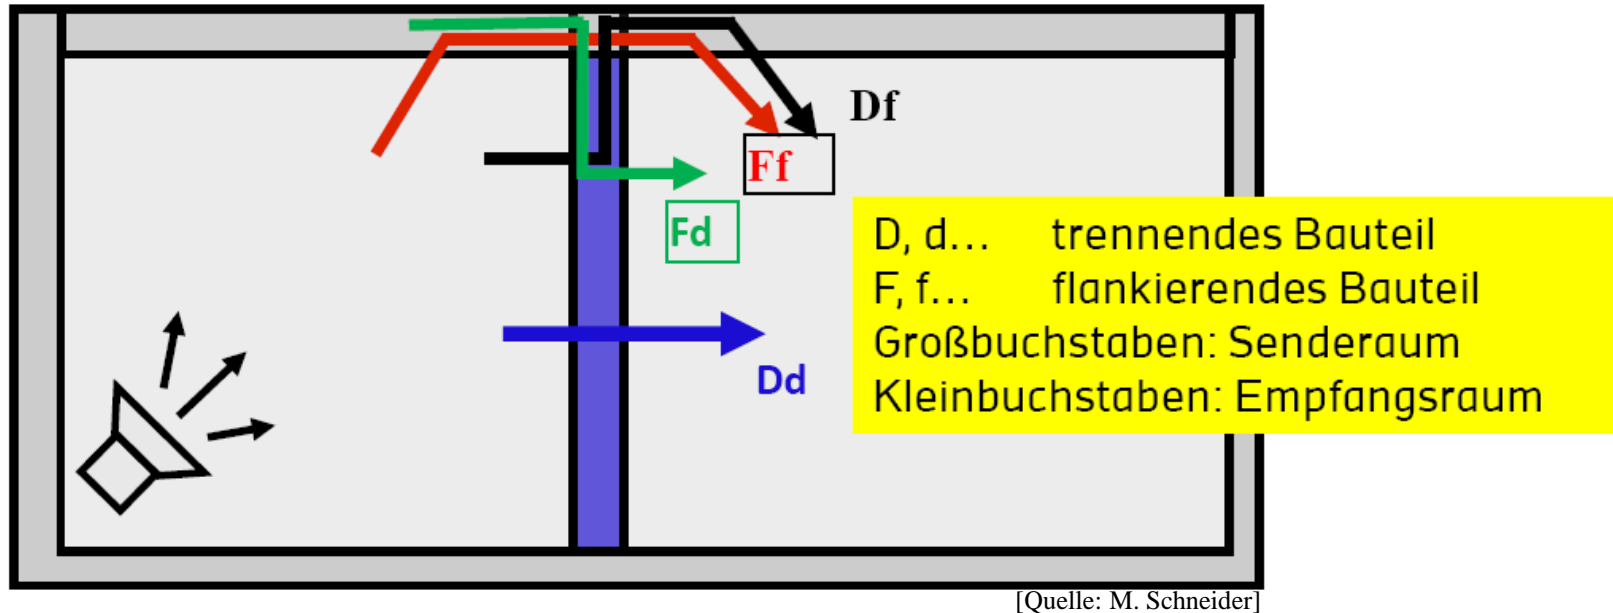 Df
Ff
Fd
Dd
D, d... trennendes Bauteil
F, f... flankierendes Bauteil
Großbuchstaben: Senderaum
Kleinbuchstaben: Empfangsraum
[Quelle: M. Schneider]